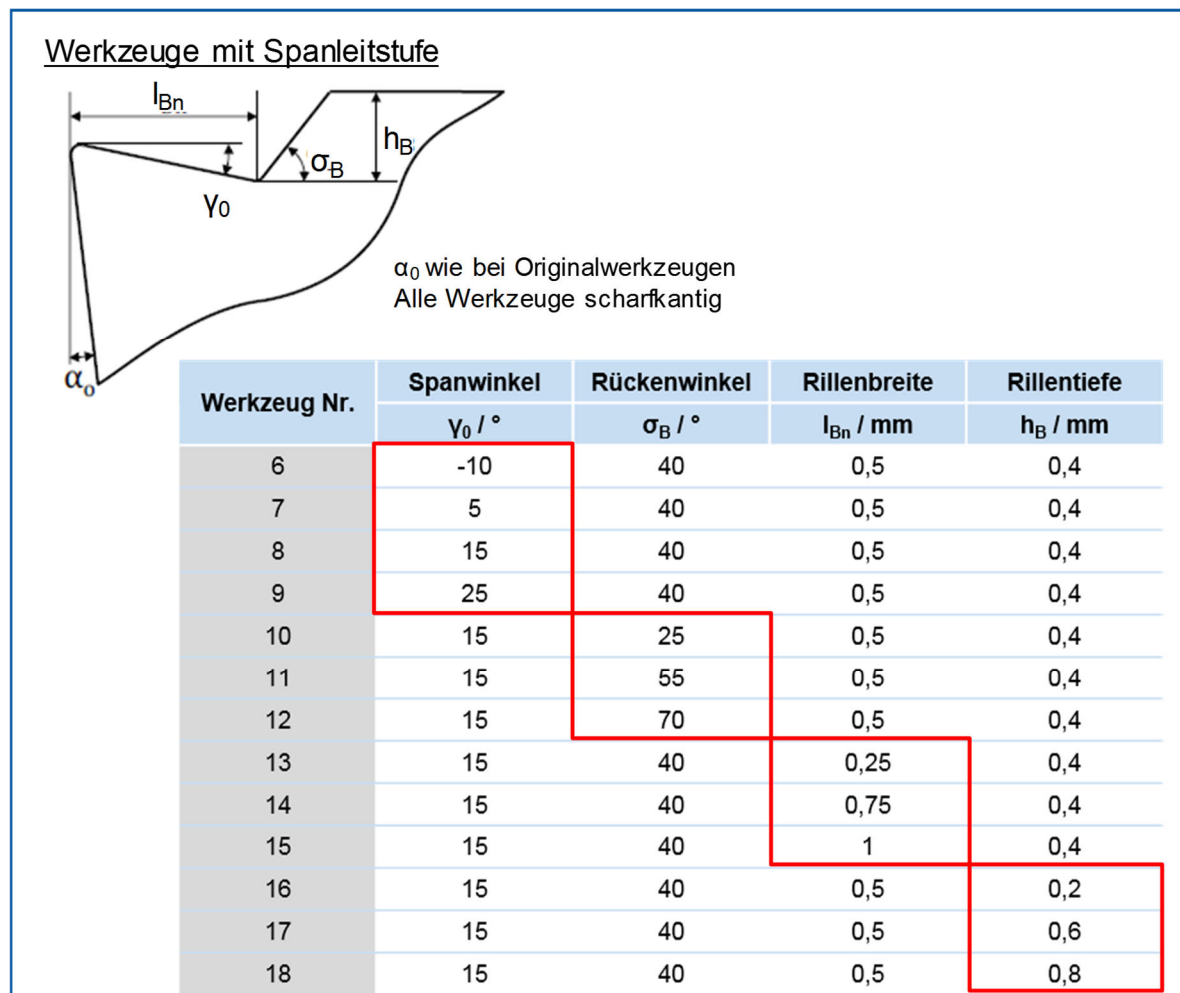 Werkzeuge mit Spanleitstufe
lBn
hB
σB
γ0
α0 wie bei Originalwerkzeugen
Alle Werkzeuge scharfkantig
αo
Werkzeug Nr. Spanwinkel Rückenwinkel Rillenbreite Rillentiefe
γ0 / ° σB / ° lBn / mm hB / mm
6 -10 40 0,5 0,4
7 5 40 0,5 0,4
8 15 40 0,5 0,4
9 25 40 0,5 0,4
10 15 25 0,5 0,4
11 15 55 0,5 0,4
12 15 70 0,5 0,4
13 15 40 0,25 0,4
14 15 40 0,75 0,4
15 15 40 1 0,4
16 15 40 0,5 0,2
17 15 40 0,5 0,6
18 15 40 0,5 0,8